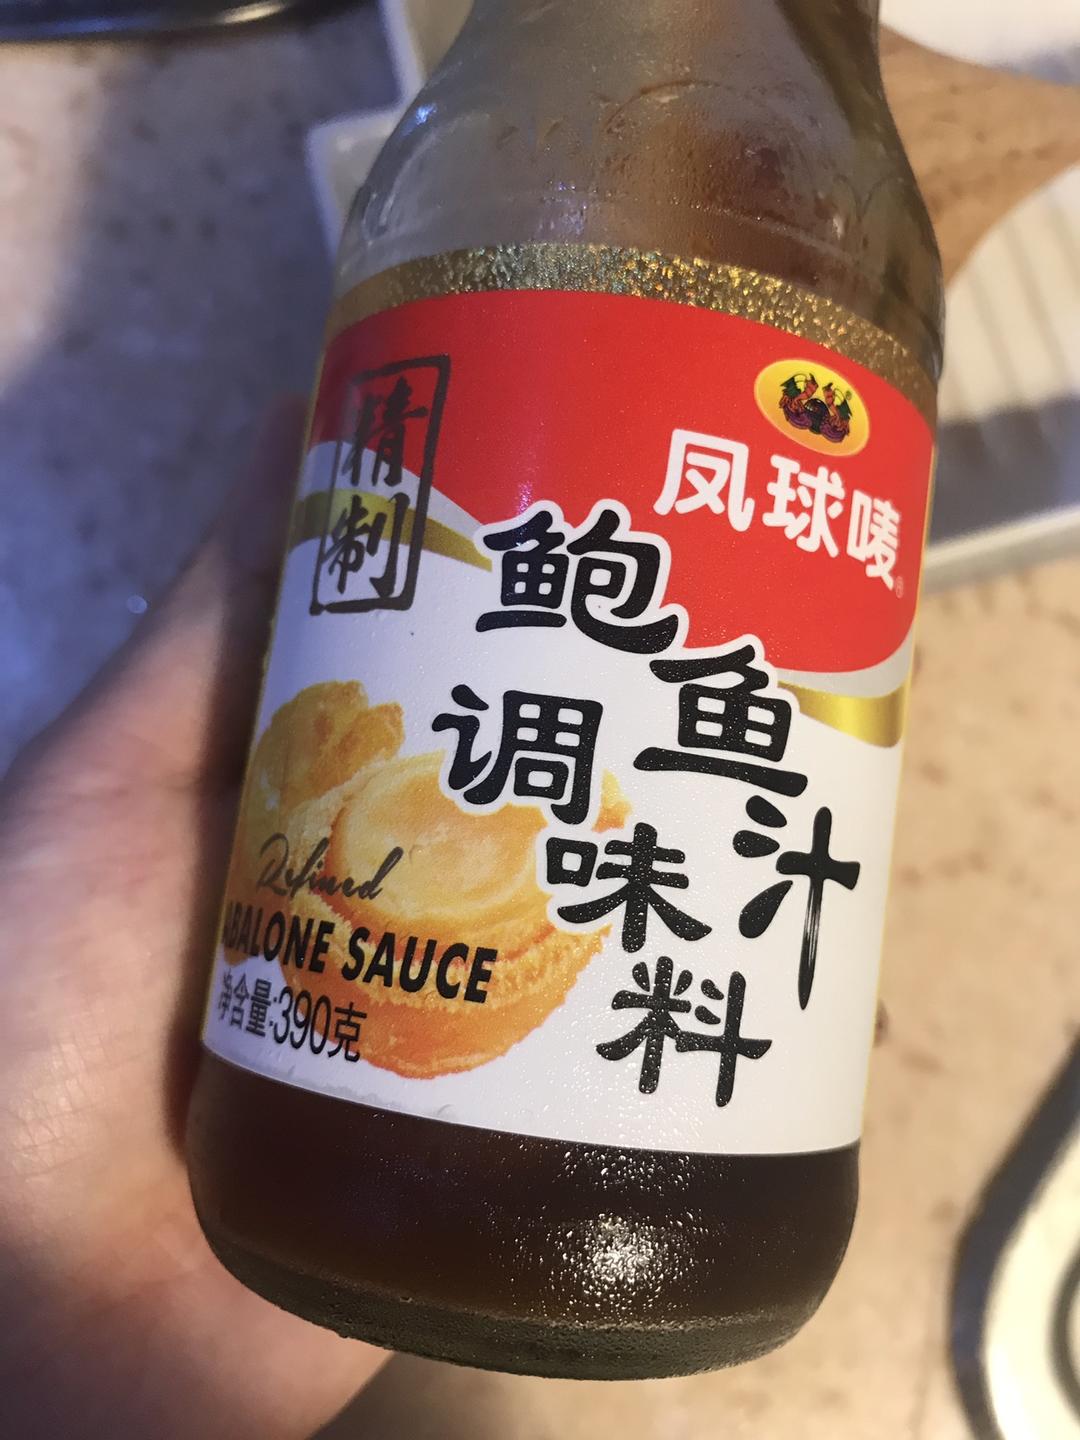 精制
凤球唛
鲍鱼汁
调味料
Refined
ABALONE SAUCE
净含量:390克